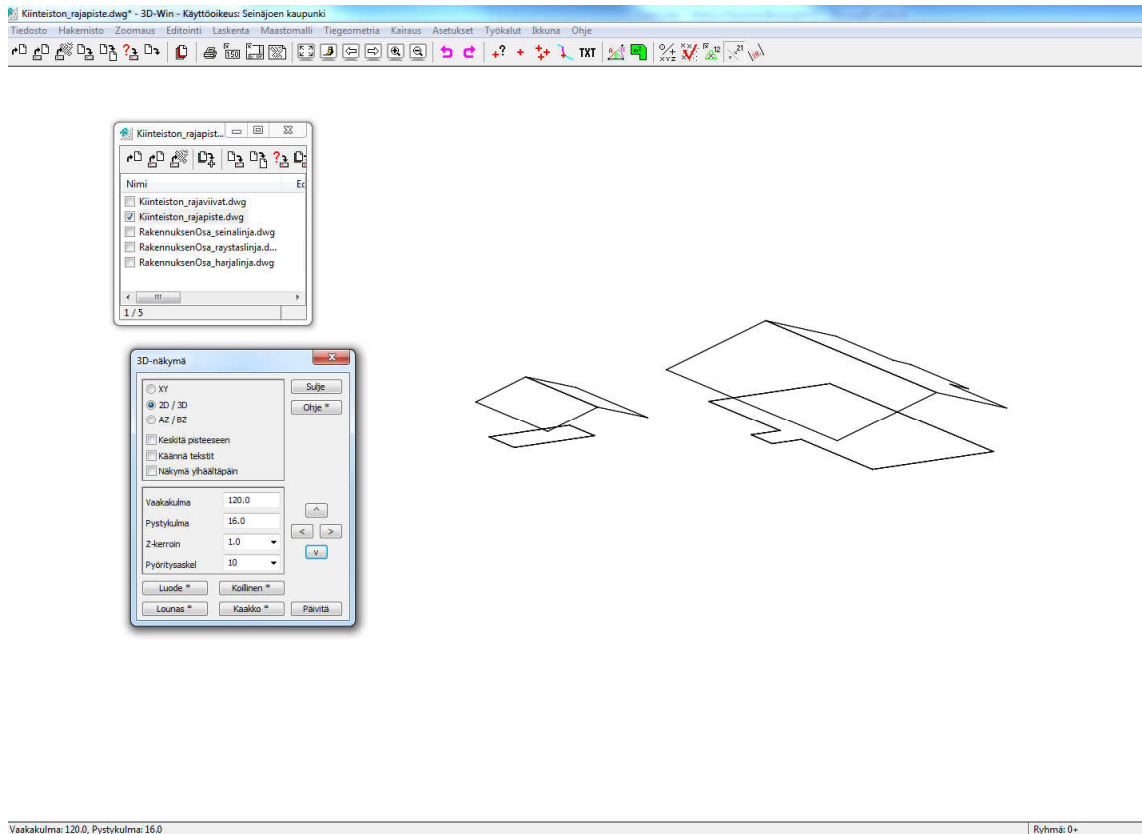 Kiinteiston_rajapiste.dwg* - 3D-Win - Käyttöoikeus: Seinäjoen kaupunki
Tiedosto Hakemisto Zoomaus Editointi Laskenta Maastomalli Tiegeometria Kairaus Asetukset Työkalut Ikkuna Ohje
TXT
Kiinteiston_rajapist...
Nimi
Kiinteiston_rajaviivat.dwg
Kiinteiston_rajapiste.dwg
RakennuksenOsa_seinalinja.dwg
RakennuksenOsa_raystaslinja.d...
RakennuksenOsa_harjalinja.dwg
1 / 5
3D-näkymä
XY
Sulje
2D / 3D
Ohje *
AZ / BZ
Keskitä pisteeseen
Käännä tekstit
Näkymä ylhäältäpäin
Vaakakulma 120.0
Pystykulma 16.0
Z-kerroin 1.0
Pyöritysaskel 10
Luode * Koillinen *
Lounas * Kaakko * Päivitä
Vaakakulma: 120.0, Pystykulma: 16.0 Ryhmä: 0+